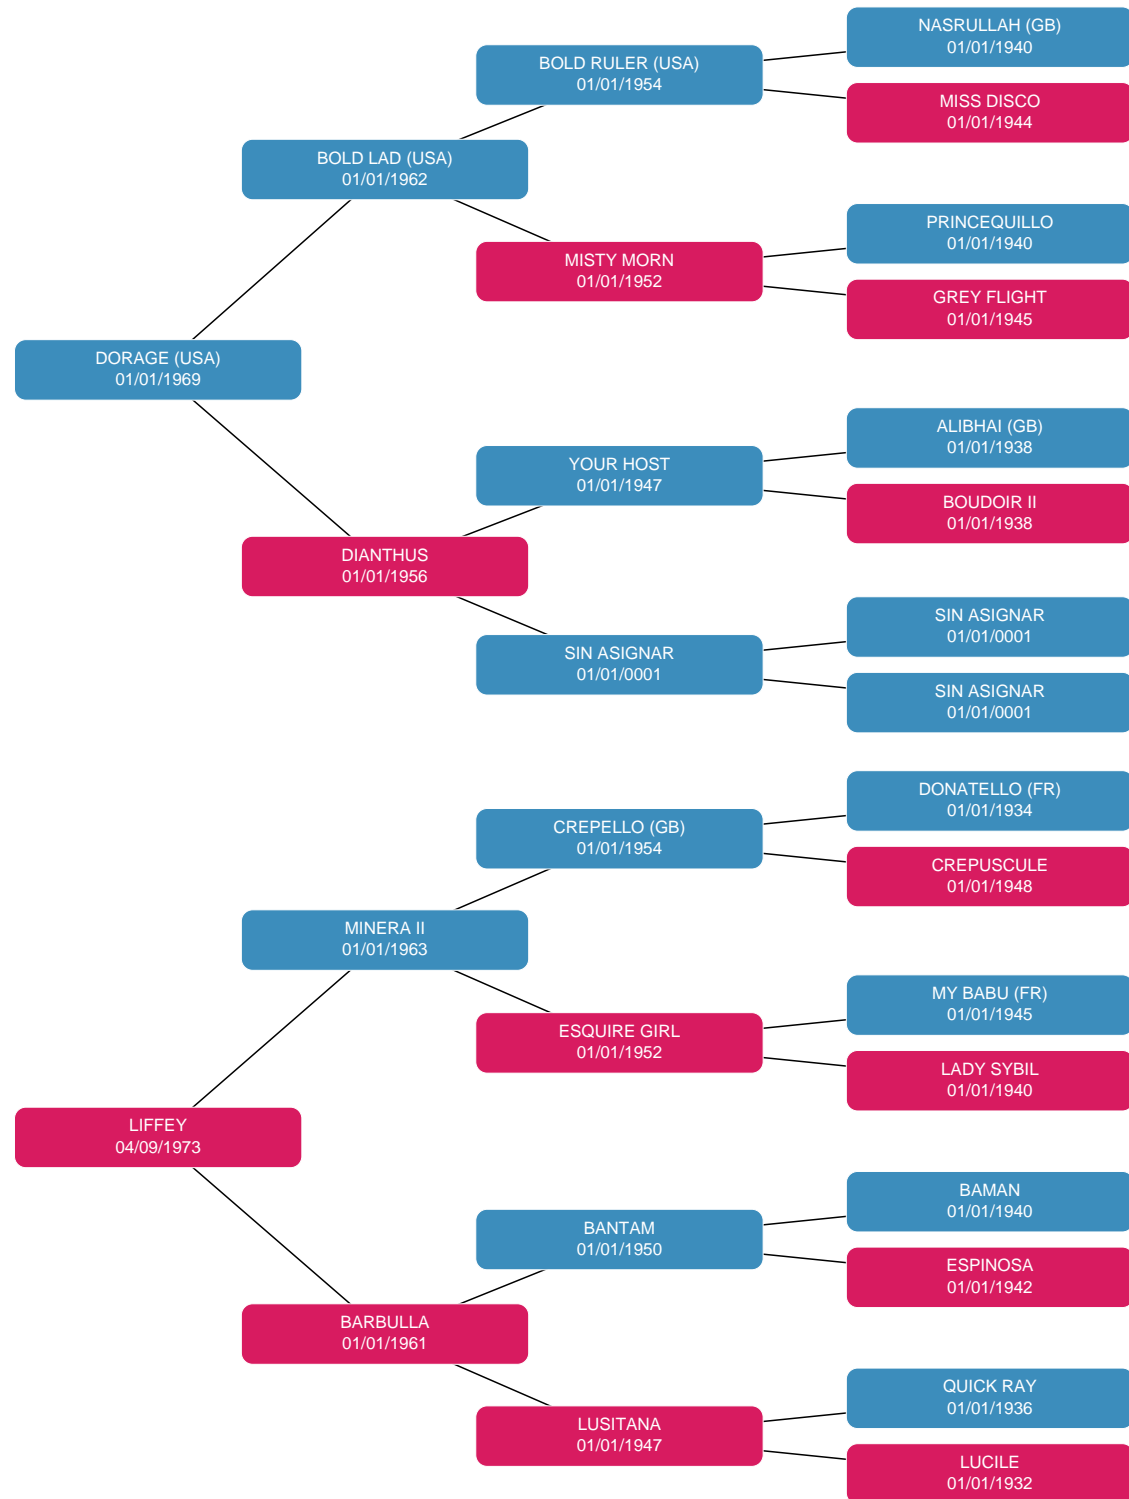 NASRULLAH (GB)
01/01/1940
BOLD RULER (USA)
01/01/1954
MISS DISCO
01/01/1944
BOLD LAD (USA)
01/01/1962
PRINCEQUILLO
01/01/1940
MISTY MORN
01/01/1952
GREY FLIGHT
01/01/1945
DORAGE (USA)
01/01/1969
ALIBHAI (GB)
01/01/1938
YOUR HOST
01/01/1947
BOUDOIR II
01/01/1938
DIANTHUS
01/01/1956
SIN ASIGNAR
01/01/0001
SIN ASIGNAR
01/01/0001
SIN ASIGNAR
01/01/0001
DONATELLO (FR)
01/01/1934
CREPELLO (GB)
01/01/1954
CREPUSCULE
01/01/1948
MINERA II
01/01/1963
MY BABU (FR)
01/01/1945
ESQUIRE GIRL
01/01/1952
LADY SYBIL
01/01/1940
LIFFEY
04/09/1973
BAMAN
01/01/1940
BANTAM
01/01/1950
ESPINOSA
01/01/1942
BARBULLA
01/01/1961
QUICK RAY
01/01/1936
LUSITANA
01/01/1947
LUCILE
01/01/1932